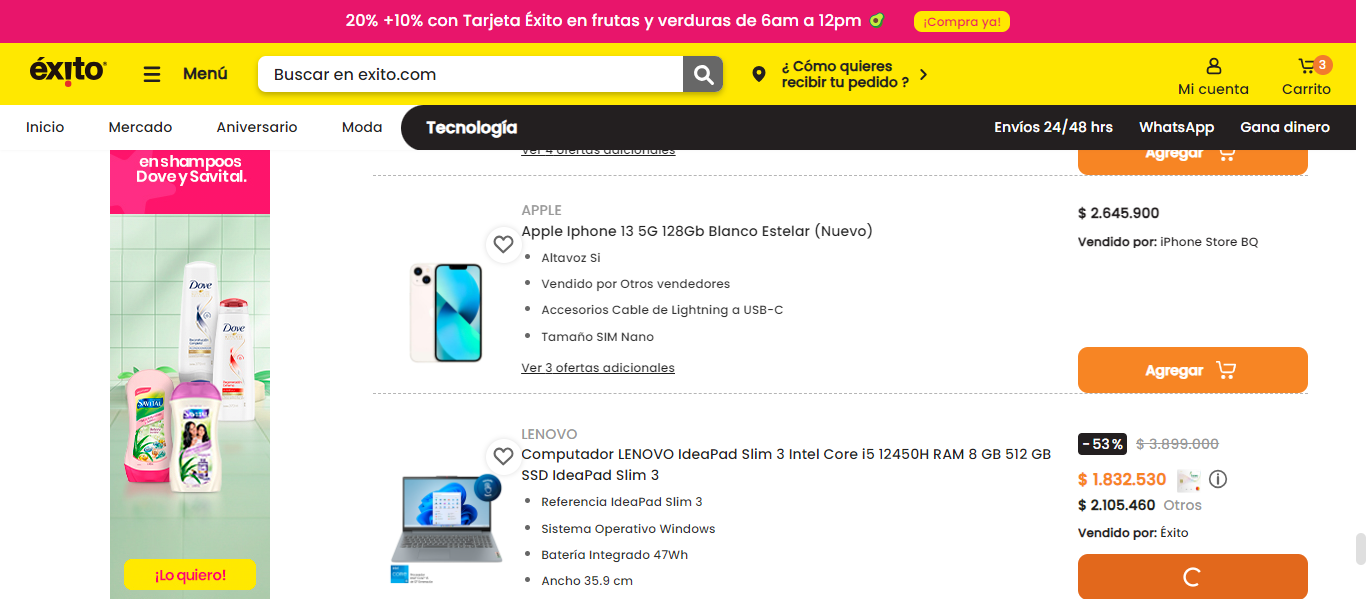 20% +10% con Tarjeta Éxito en frutas y verduras de 6am a 12pm
¡Compra ya!
éxito
Menú
Buscar en exito.com
¿ Cómo quieres
recibir tu pedido ?
Mi cuenta
3
Carrito
Inicio
Mercado
Aniversario
Moda
Tecnología
Envíos 24/48 hrs
WhatsApp
Gana dinero
en shampoos
Dove y Savital.
Dove
Dove
SAVITAL
SAVITAL
¡Lo quiero!
Ver 4 ofertas adicionales
Agregar
APPLE
Apple Iphone 13 5G 128Gb Blanco Estelar (Nuevo)
Altavoz Si
Vendido por Otros vendedores
Accesorios Cable de Lightning a USB-C
Tamaño SIM Nano
Ver 3 ofertas adicionales
$ 2.645.900
Vendido por: iPhone Store BQ
Agregar
LENOVO
Computador LENOVO IdeaPad Slim 3 Intel Core i5 12450H RAM 8 GB 512 GB
SSD IdeaPad Slim 3
Referencia IdeaPad Slim 3
Sistema Operativo Windows
Batería Integrado 47Wh
Ancho 35.9 cm
-53%
$ 3.899.000
$ 1.832.530
$ 2.105.460 Otros
Vendido por: Éxito